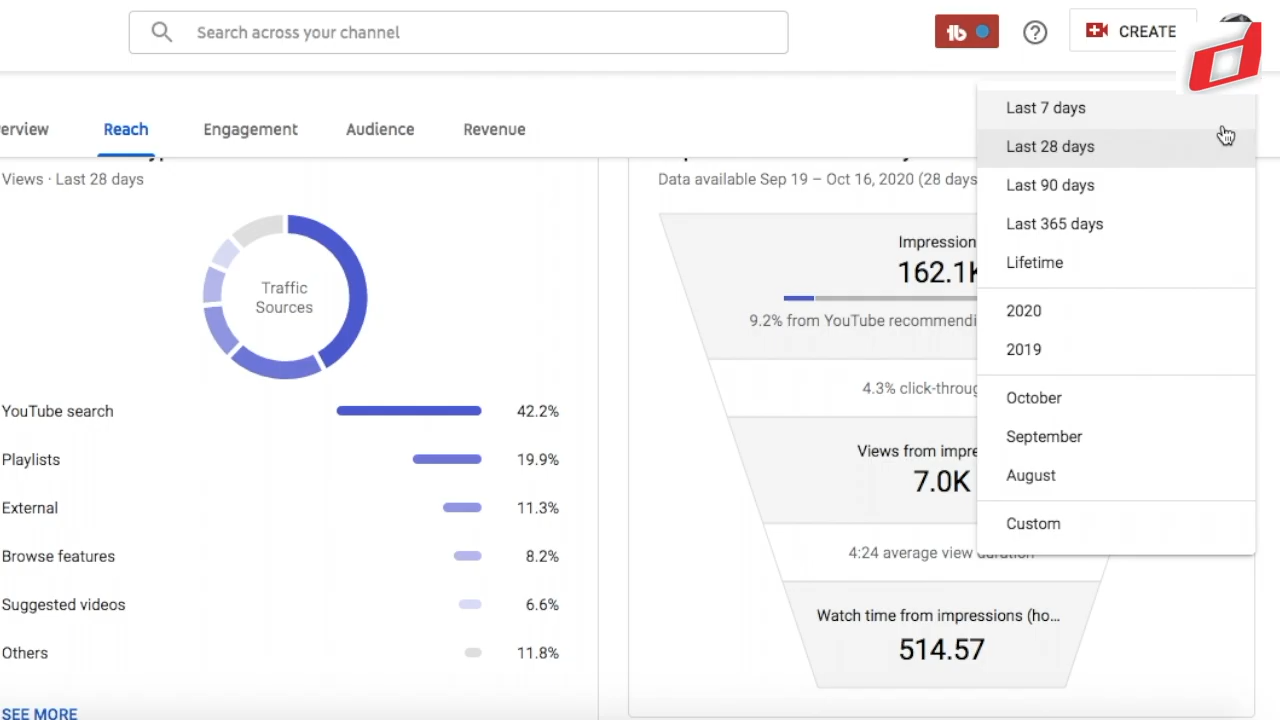 Search across your channel
CREATE
erview
Reach
Engagement
Audience
Revenue
Views · Last 28 days
Traffic
Sources
YouTube search
42.2%
Playlists
19.9%
External
11.3%
Browse features
8.2%
Suggested videos
6.6%
Others
11.8%
SEE MORE
Data available Sep 19 – Oct 16, 2020 (28 days
Impression
162.1K
9.2% from YouTube recommendi
4.3% click-throug
Views from impre
7.0K
4:24 average view duration
Watch time from impressions (ho...
514.57
Last 7 days
Last 28 days
Last 90 days
Last 365 days
Lifetime
2020
2019
October
September
August
Custom